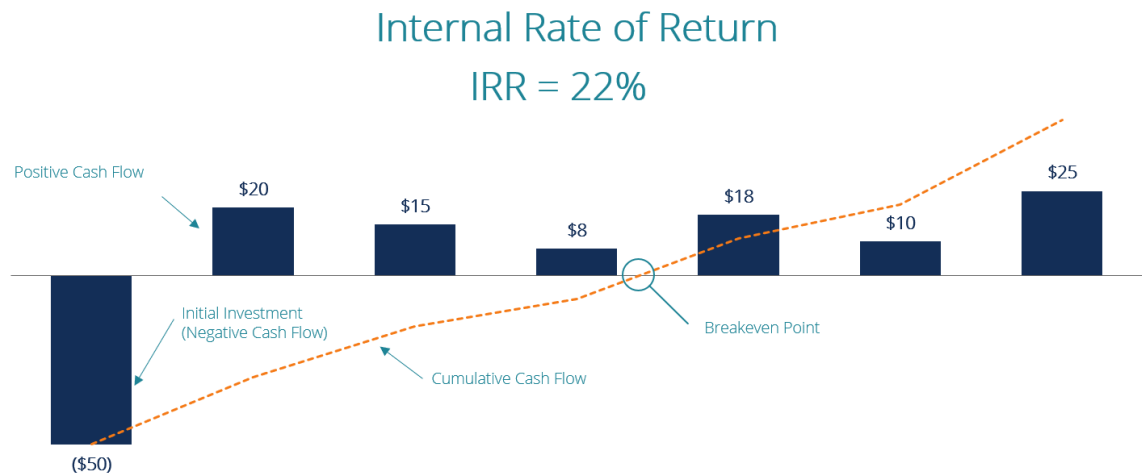 Internal Rate of Return
IRR = 22%
Positive Cash Flow
$20
$15
$8
$18
$10
$25
Initial Investment
(Negative Cash Flow)
Breakeven Point
Cumulative Cash Flow
($50)